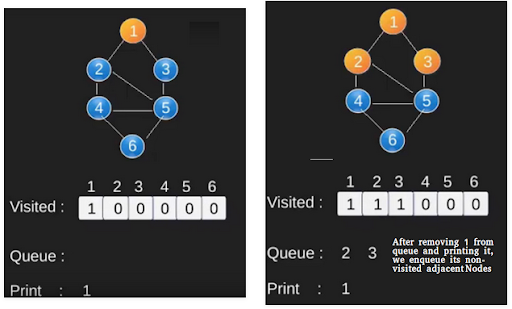 1
2 3
4 5
6
1 2 3 4 5 6
Visited : 1 0 0 0 0 0
Queue :
Print : 1
1
2 3
4 5
6
1 2 3 4 5 6
Visited : 1 1 1 0 0 0
Queue : 2 3
After removing 1 from
queue and printing it,
we enqueue its non-
visited adjacent Nodes
Print : 1